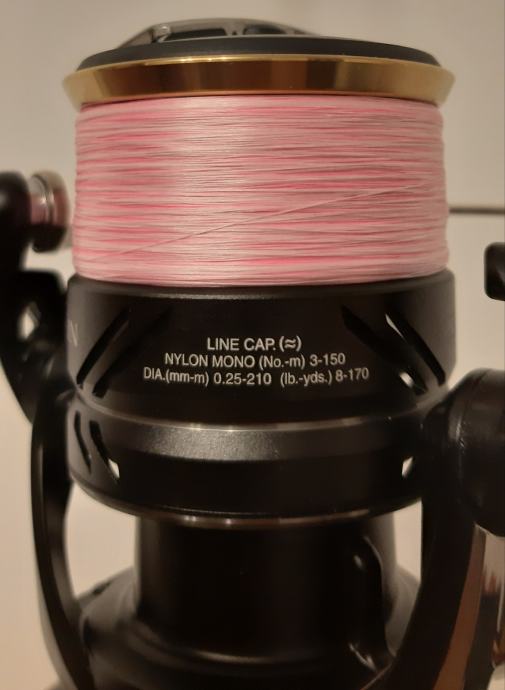 LINE CAP. (≈)
NYLON MONO (No.-m) 3-150
DIA.(mm-m) 0.25-210 (lb.-yds.) 8-170